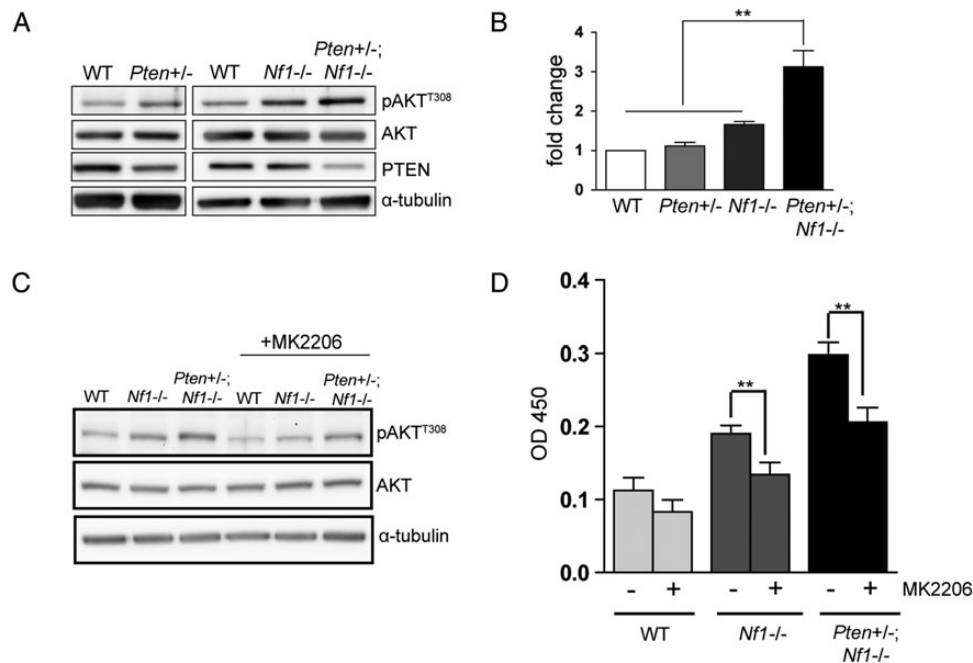 A
WT Pten+/- WT Nf1-/- Pten+/-;
Nf1-/-
pAKTT308
AKT
PTEN
α-tubulin
B
**
fold change
4
3
2
1
0
WT Pten+/- Nf1-/- Pten+/-;
Nf1-/-
C
+MK2206
WT Nf1-/- Pten+/-;
Nf1-/- WT Nf1-/- Pten+/-;
Nf1-/-
pAKTT308
AKT
α-tubulin
D
OD 450
0.4
0.3
0.2
0.1
0.0
**
**
- + - + - + MK2206
WT Nf1-/- Pten+/-;
Nf1-/-